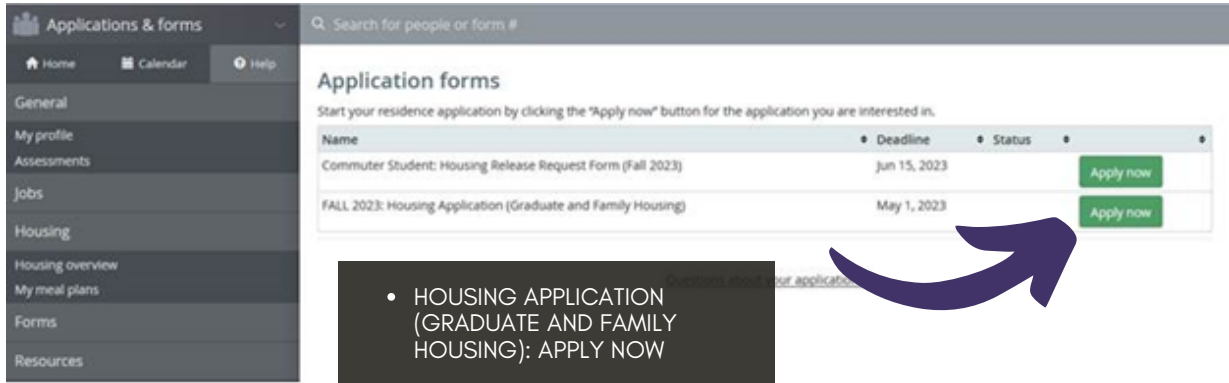 Applications & forms
Search for people or form #
Home Calendar Help
General
My profile
Assessments
Jobs
Housing
Housing overview
My meal plans
Forms
Resources
Application forms
Start your residence application by clicking the "Apply now" button for the application you are interested in.
Name Deadline Status
Commuter Student: Housing Release Request Form (Fall 2023) Jun 15, 2023 Apply now
FALL 2023: Housing Application (Graduate and Family Housing) May 1, 2023 Apply now
Questions about your application
• HOUSING APPLICATION
(GRADUATE AND FAMILY
HOUSING): APPLY NOW